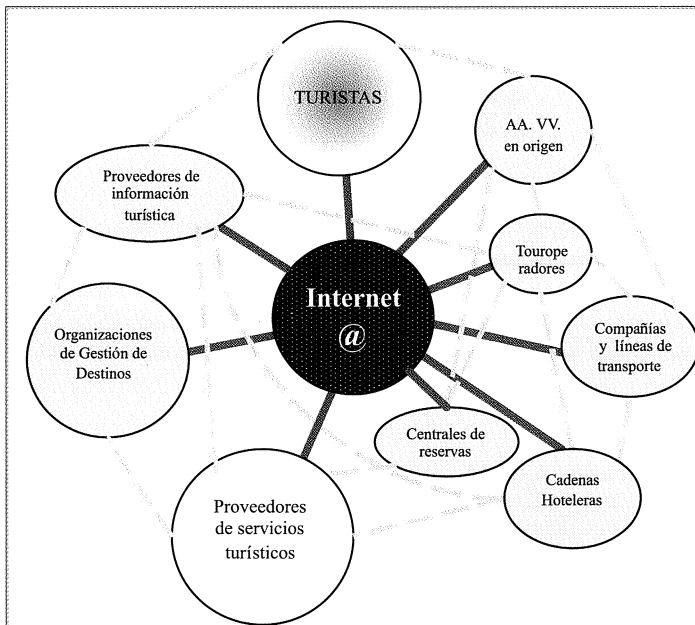 TURISTAS
AA. VV.
en origen
Proveedores de
información
turística
Tourope
radores
Internet
@
Organizaciones
de Gestión de
Destinos
Compañías
y líneas de
transporte
Centrales de
reservas
Cadenas
Hoteleras
Proveedores
de servicios
turísticos